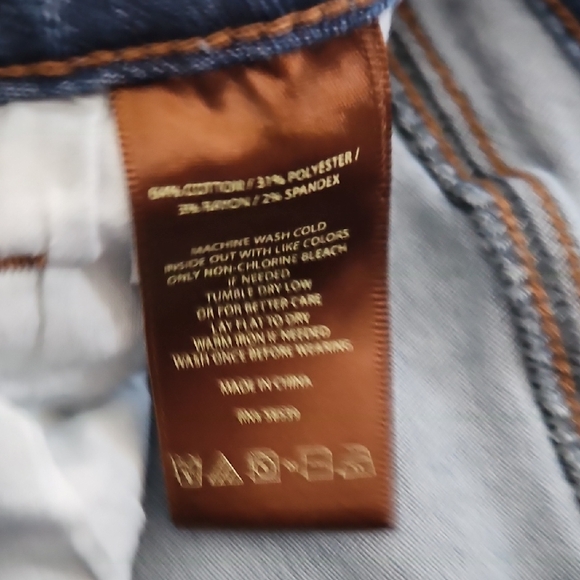 64% COTTON / 31% POLYESTER /
3% RAYON / 2% SPANDEX
MACHINE WASH COLD
INSIDE OUT WITH LIKE COLORS
ONLY NON-CHLORINE BLEACH
IF NEEDED
TUMBLE DRY LOW
OR FOR BETTER CARE
LAY FLAT TO DRY
WARM IRON IF NEEDED
WASH ONCE BEFORE WEARING
MADE IN CHINA
RN#